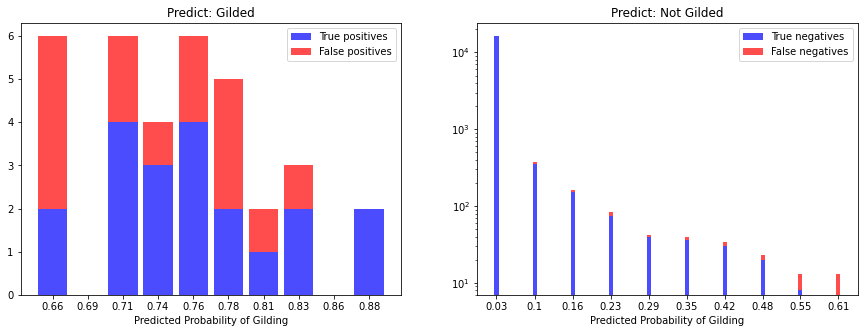 Predict: Gilded
True positives
False positives
6
5
4
3
2
1
0
0.66 0.69 0.71 0.74 0.76 0.78 0.81 0.83 0.86 0.88
Predicted Probability of Gilding
Predict: Not Gilded
True negatives
False negatives
10⁴
10³
10²
10¹
0.03 0.1 0.16 0.23 0.29 0.35 0.42 0.48 0.55 0.61
Predicted Probability of Gilding